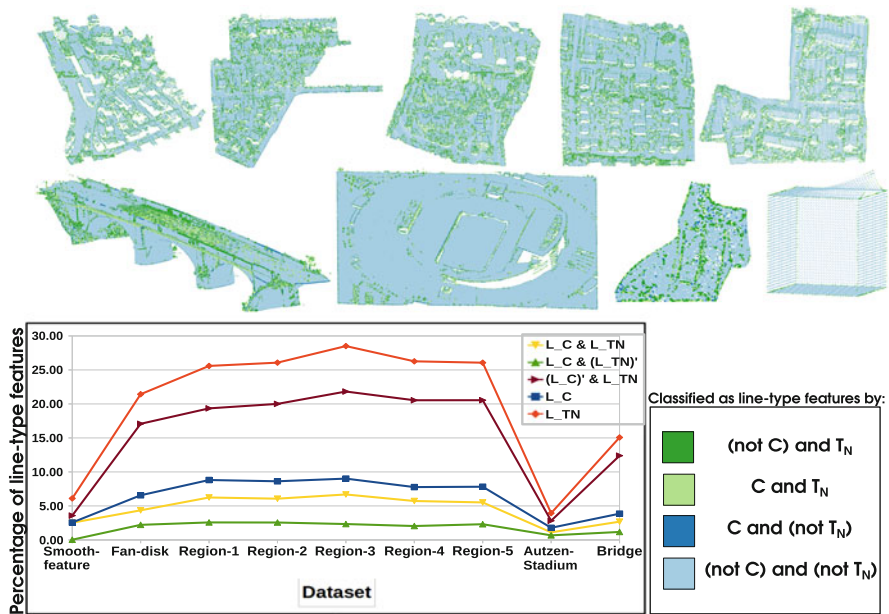 Percentage of line-type features
30.00
25.00
20.00
15.00
10.00
5.00
0.00
L_C & L_TN
L_C & (L_TN)'
(L_C)' & L_TN
L_C
L_TN
Smooth-
feature
Fan-disk
Region-1
Region-2
Region-3
Region-4
Region-5
Autzen-
Stadium
Bridge
Dataset
Classified as line-type features by:
(not C) and T_N
C and T_N
C and (not T_N)
(not C) and (not T_N)